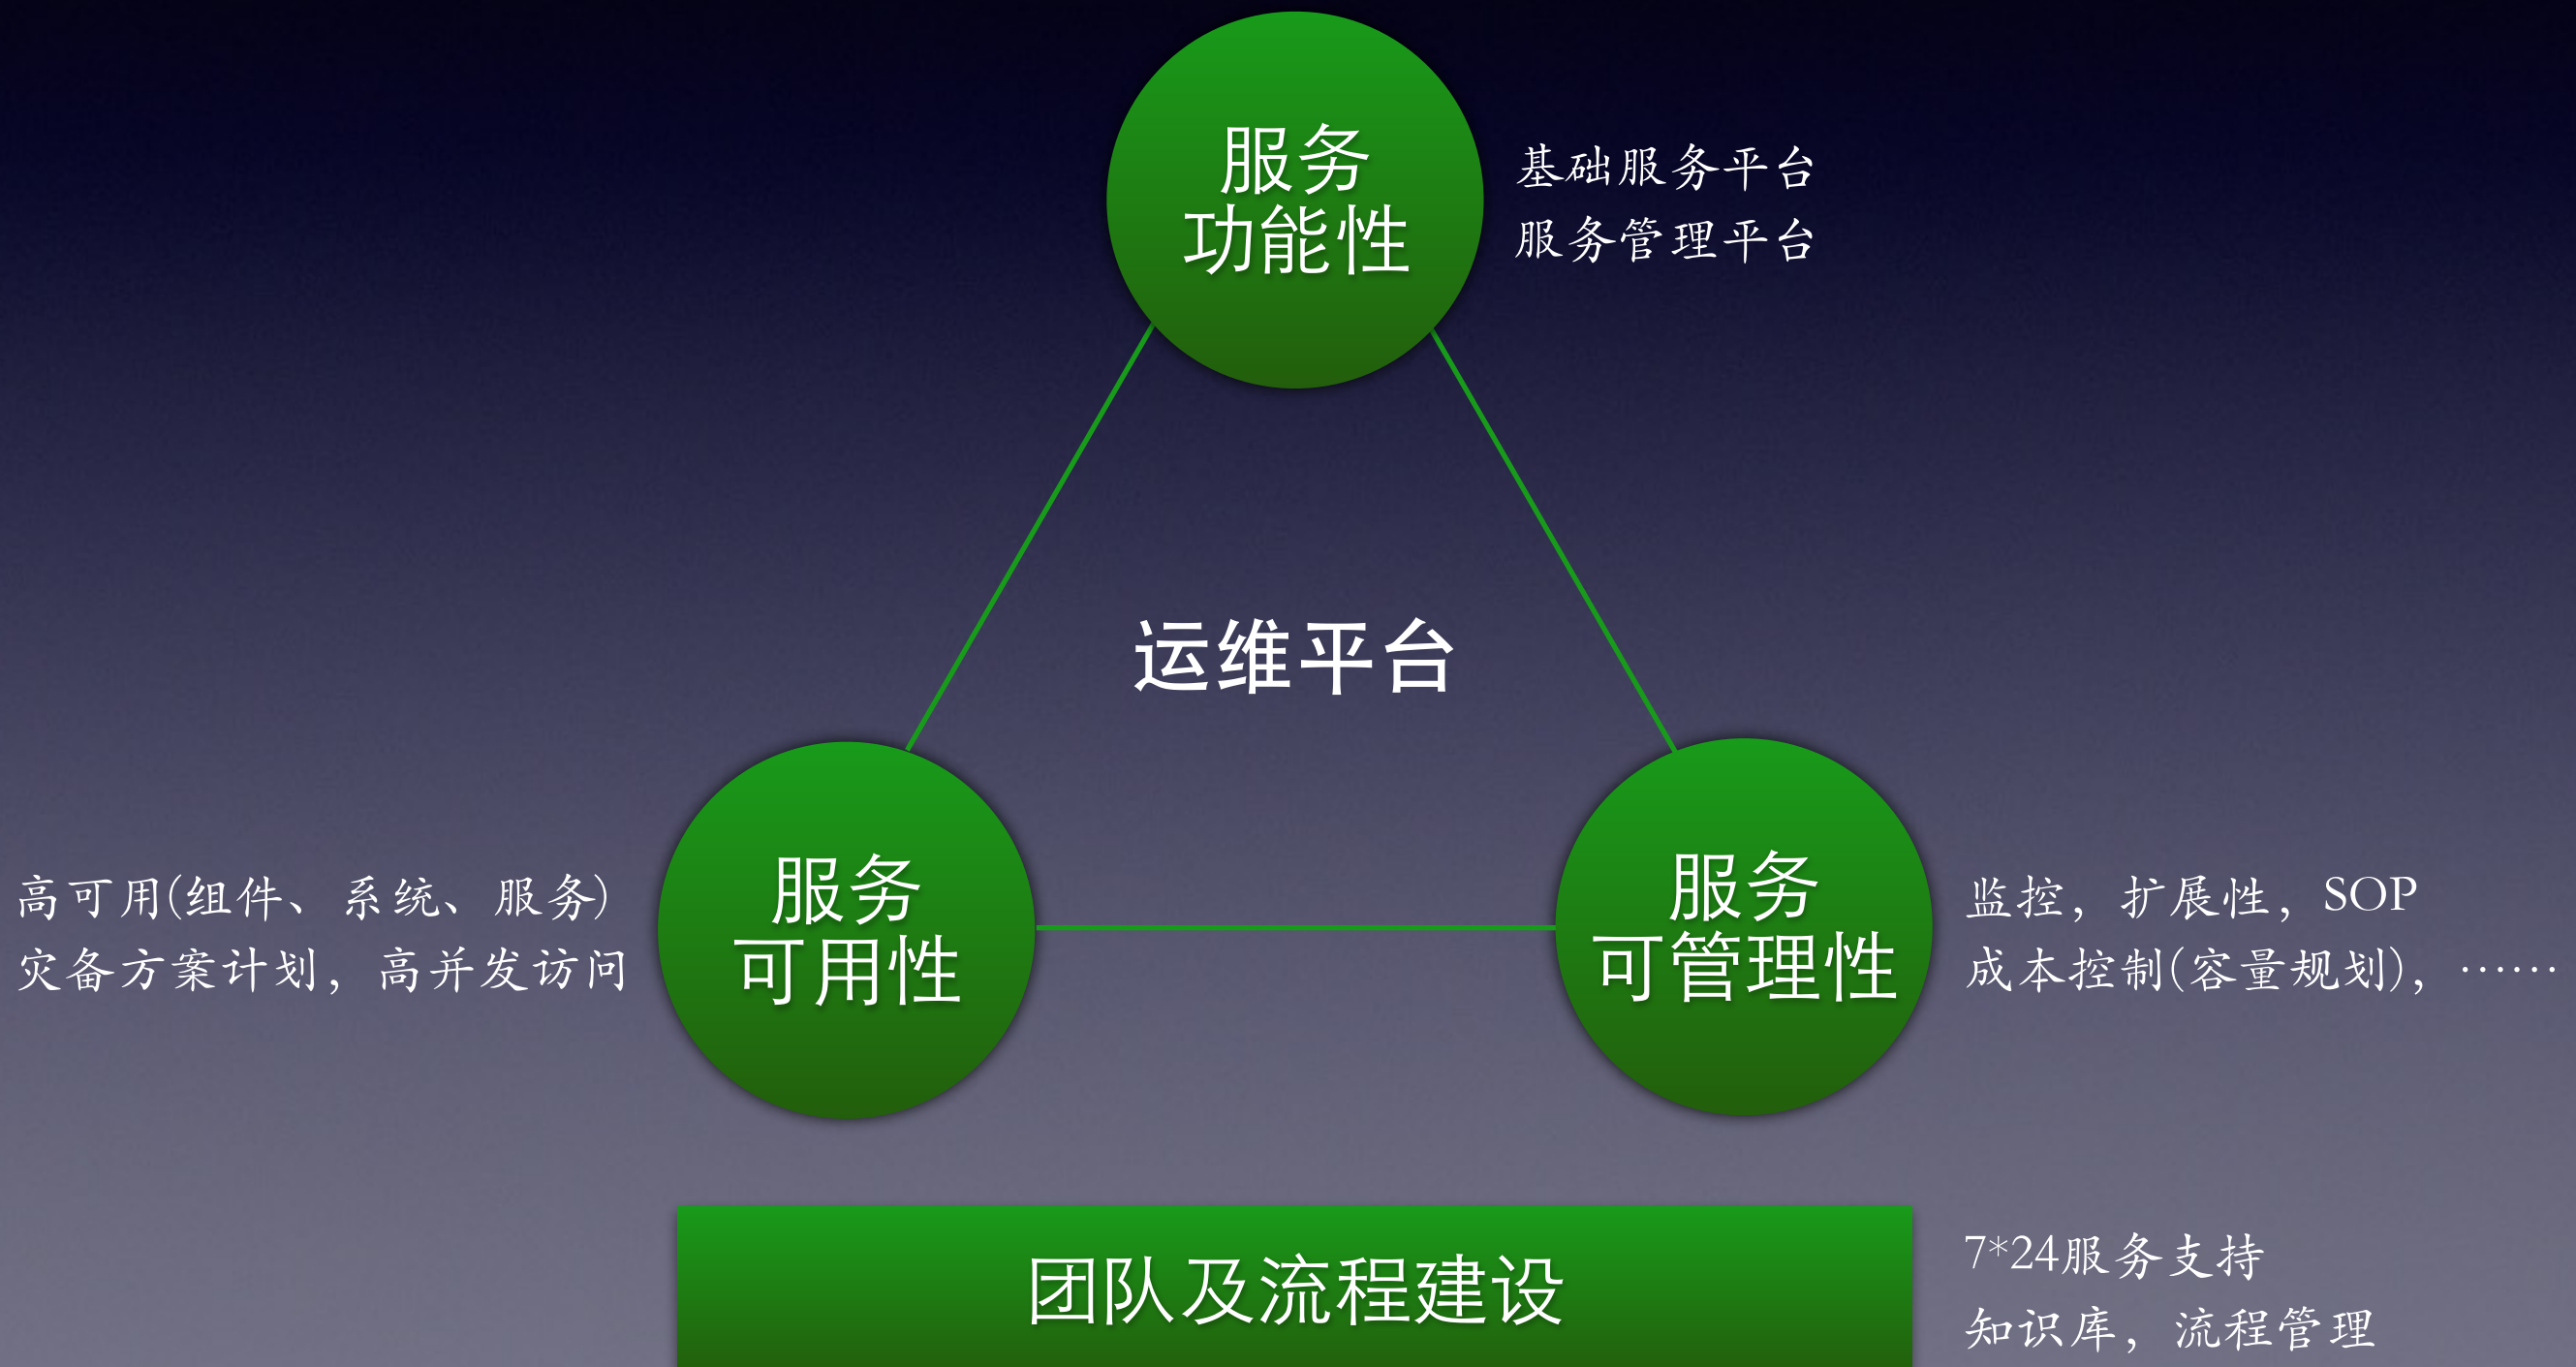 服务
功能性
基础服务平台
服务管理平台
运维平台
高可用(组件、系统、服务)
灾备方案计划，高并发访问
服务
可用性
服务
可管理性
监控，扩展性，SOP
成本控制(容量规划)，……
团队及流程建设
7*24服务支持
知识库，流程管理